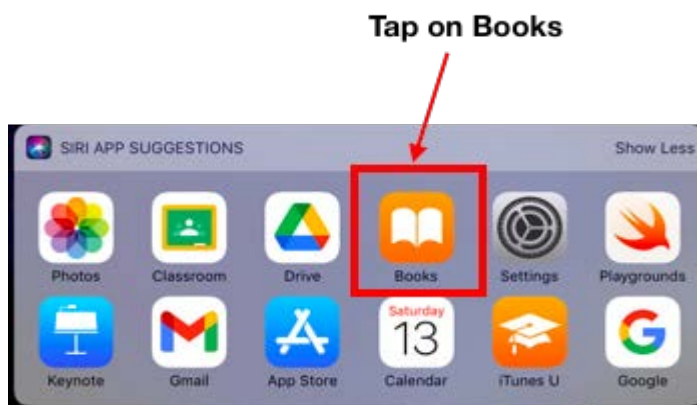 Tap on Books
SIRI APP SUGGESTIONS Show Less
Photos Classroom Drive Books Settings Playgrounds
Saturday
13
Keynote Gmail App Store Calendar iTunes U Google